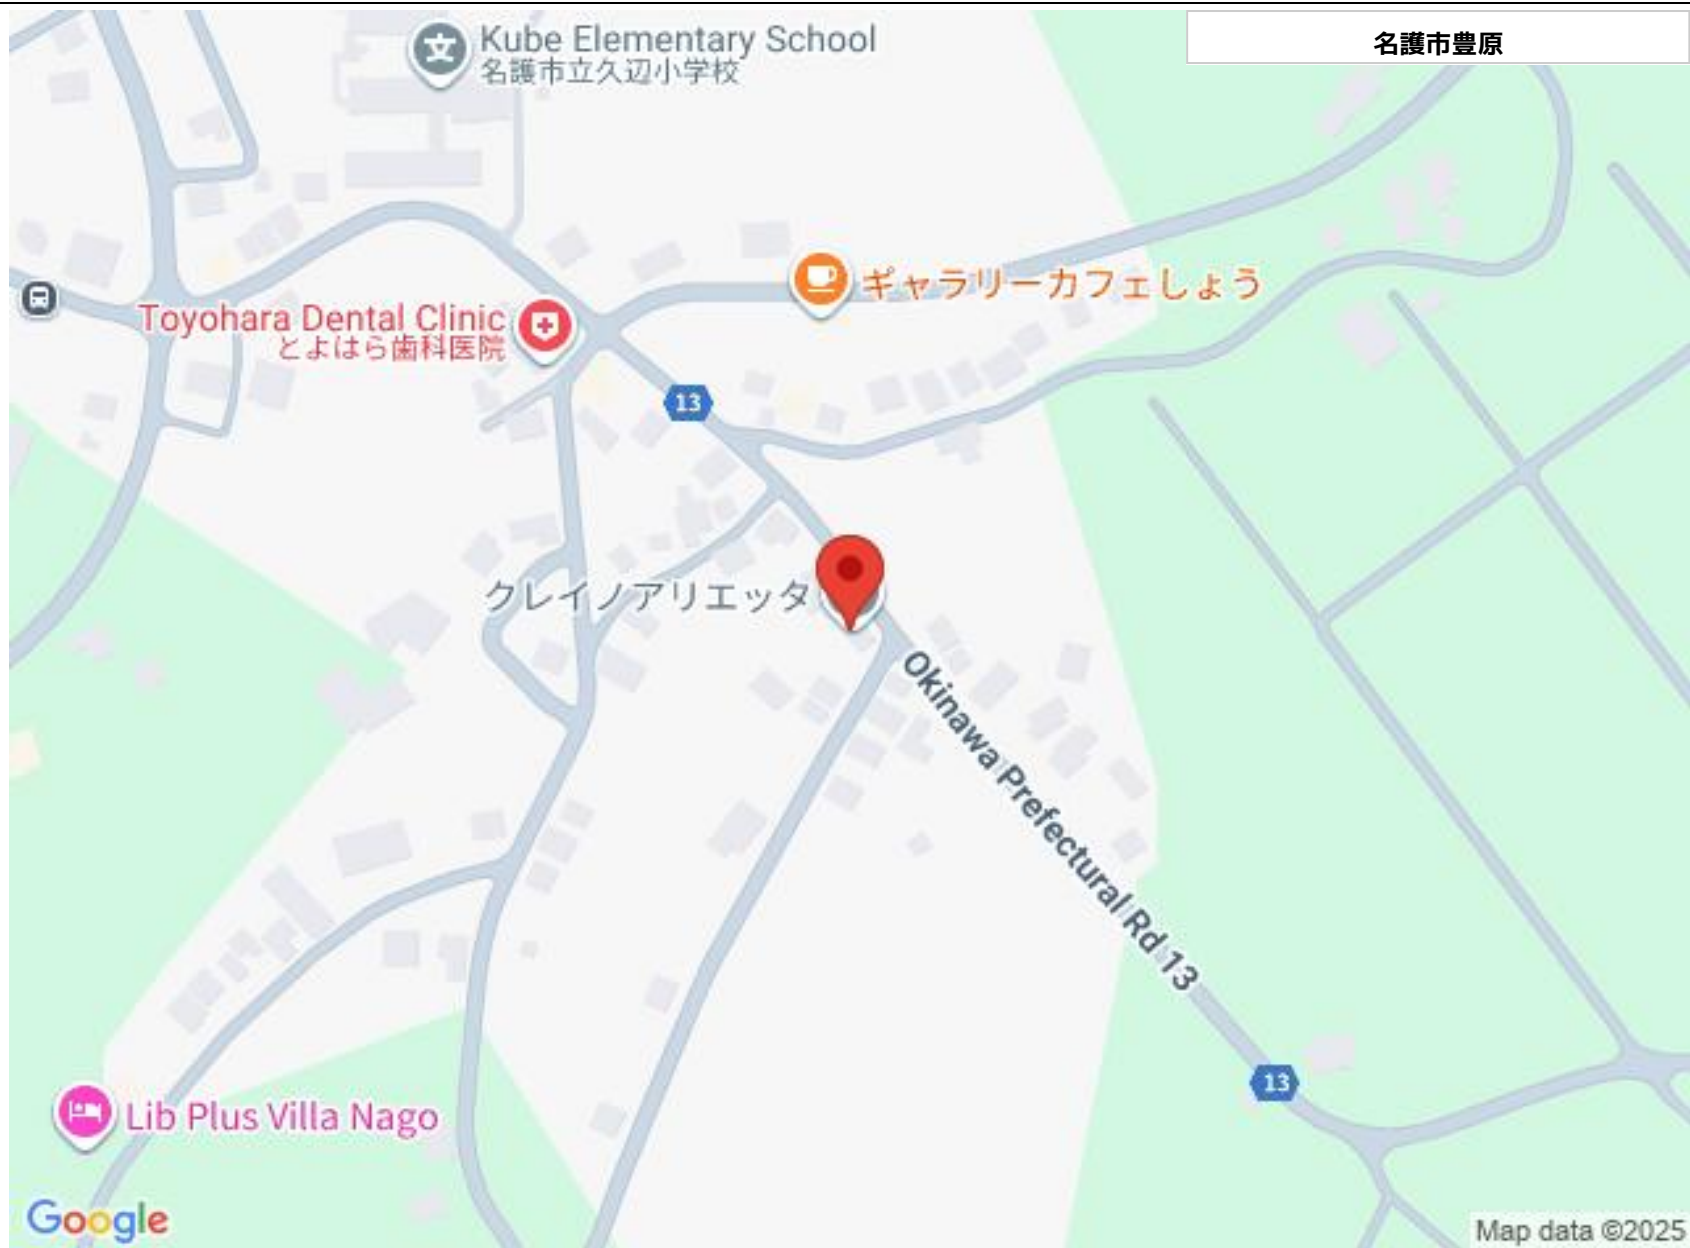 Kube Elementary School
名護市立久辺小学校
名護市豊原
ギャラリーカフェしょう
Toyohara Dental Clinic
とよはら歯科医院
13
クレイノアリエッタ
Okinawa Prefectural Rd 13
13
Lib Plus Villa Nago
Google
Map data ©2025